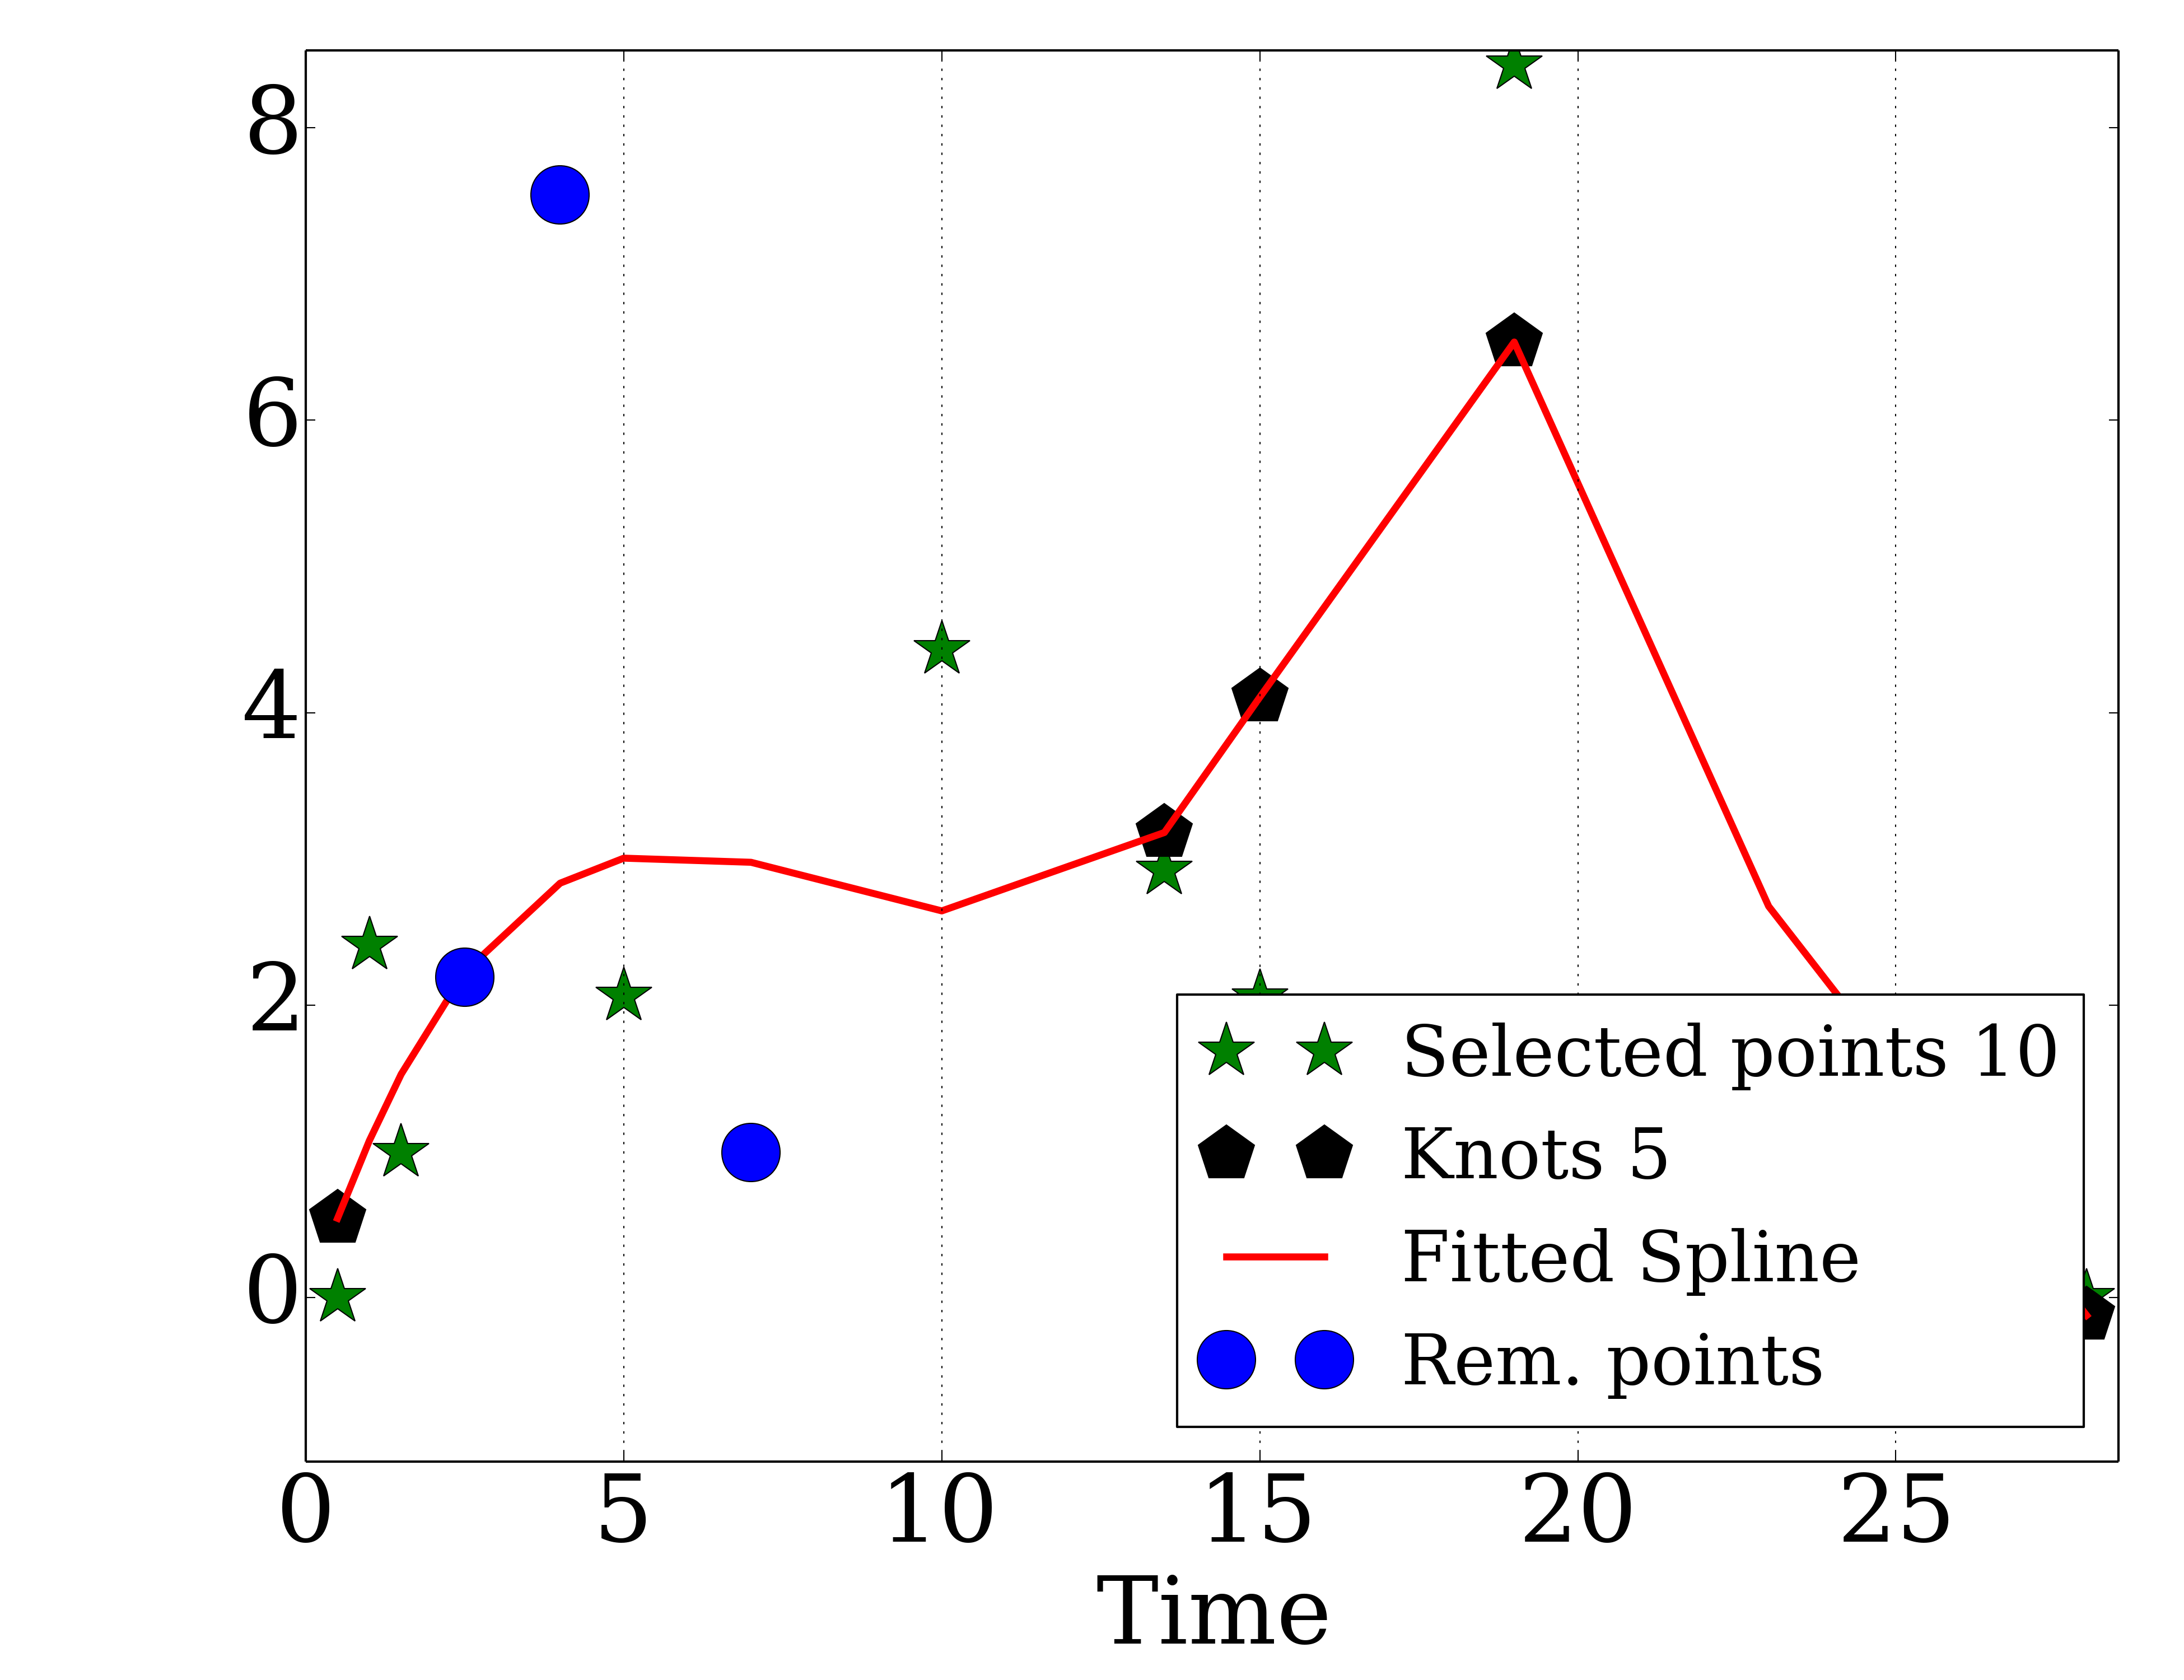 8
6
4
2
0
0 5 10 15 20 25
Time
Selected points 10
Knots 5
Fitted Spline
Rem. points